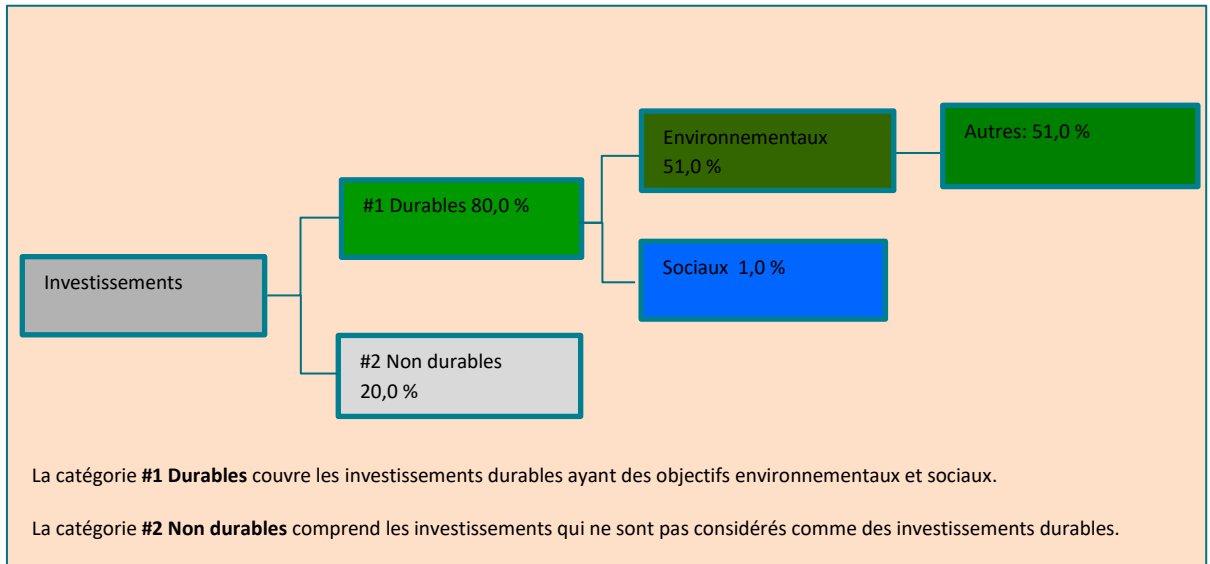 Investissements
#1 Durables 80,0 %
#2 Non durables
20,0 %
Environnementaux
51,0 %
Sociaux 1,0 %
Autres: 51,0 %
La catégorie #1 Durables couvre les investissements durables ayant des objectifs environnementaux et sociaux.
La catégorie #2 Non durables comprend les investissements qui ne sont pas considérés comme des investissements durables.